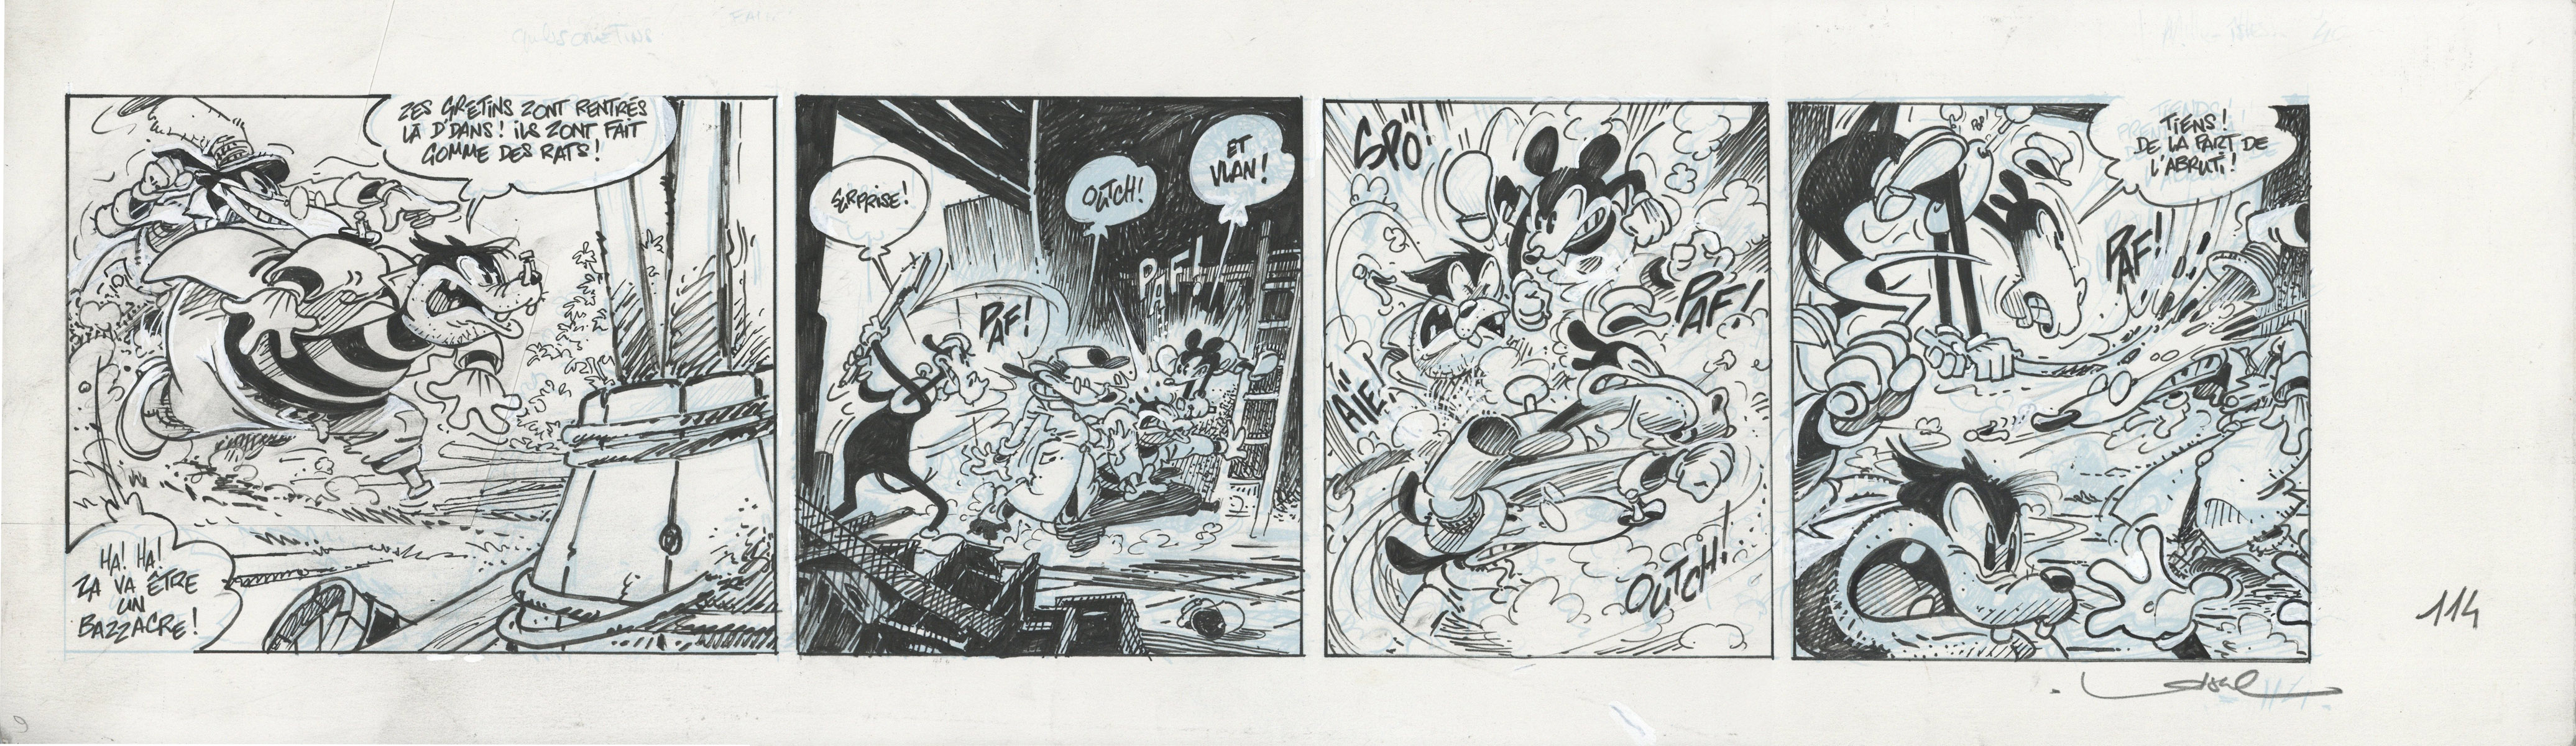 ZES GRETINS ZONT RENTRÉS
LÀ D'DANS! ILS ZONT FAIT
GOMME DES RATS!
HA! HA!
ZA VA ÊTRE
UN
BAZZACRE!
SURPRISE!
PAF!
OUTCH!
PAF!
ET
VLAN!
SPÖ!
PAF!
AÏE!
OUTCH!
TIENS!
DE LA PART DE
L'ABRUTI!
PAF!
114